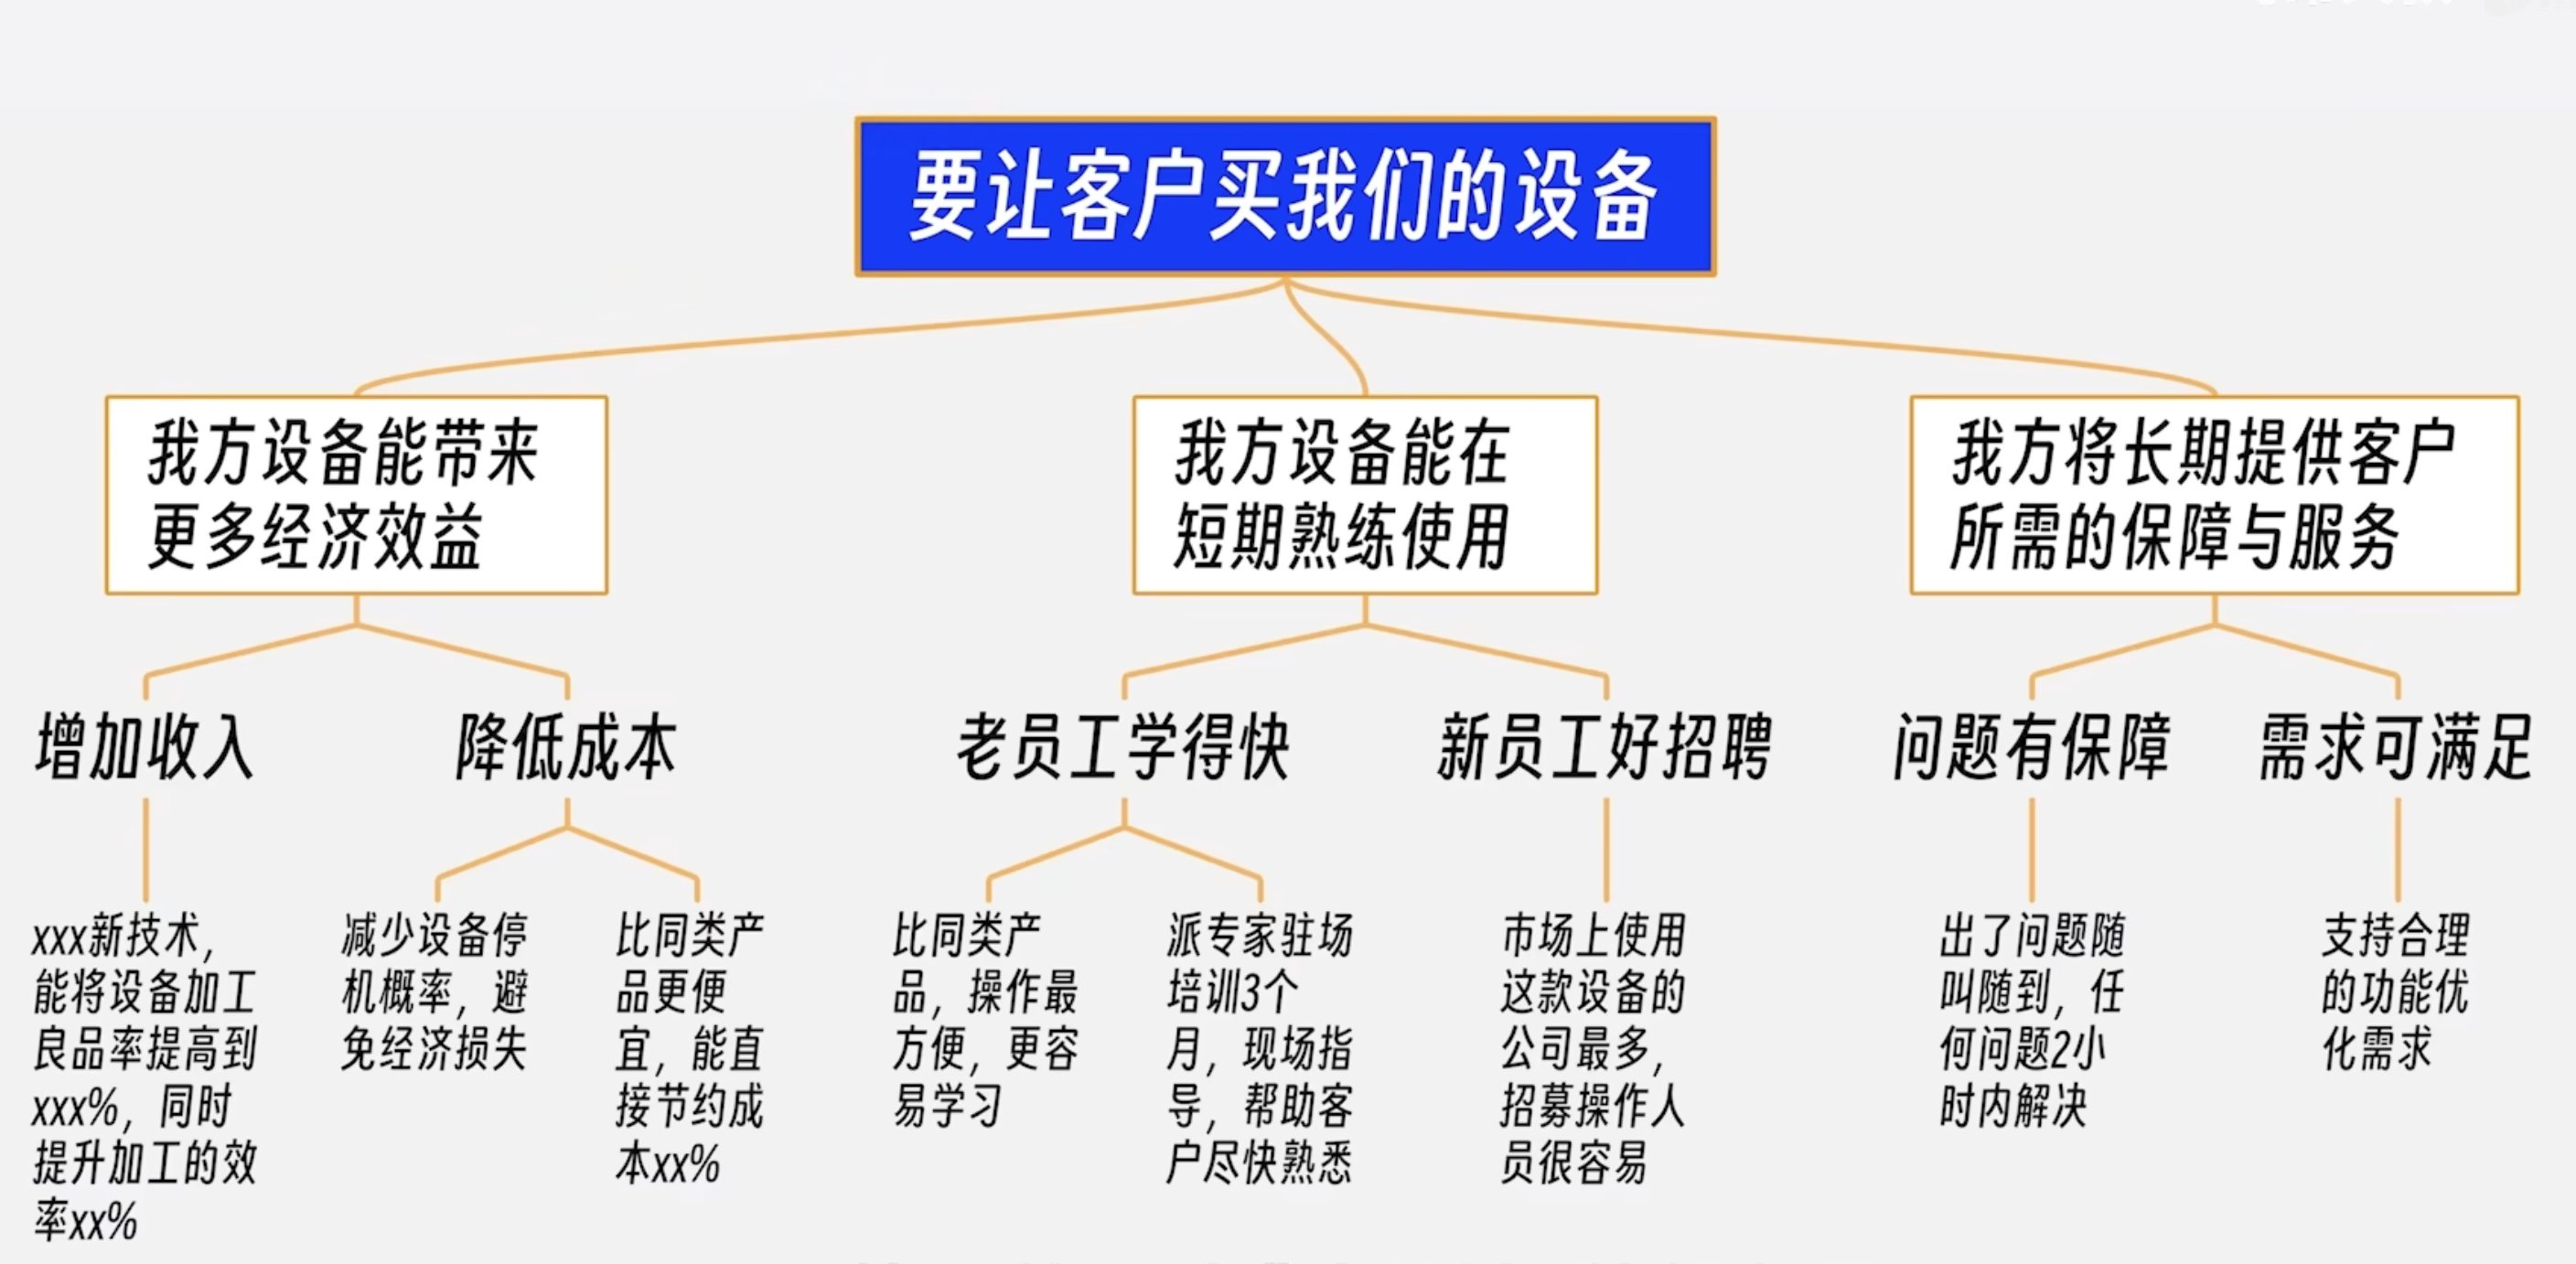 要让客户买我们的设备
我方设备能带来
更多经济效益
我方设备能在
短期熟练使用
我方将长期提供客户
所需的保障与服务
增加收入
降低成本
老员工学得快
新员工好招聘
问题有保障
需求可满足
xxx新技术，
能将设备加工
良品率提高到
xxx%，同时
提升加工的效
率xx%
减少设备停
机概率，避
免经济损失
比同类产
品更便
宜，能直
接节约成
本xx%
比同类产
品，操作最
方便，更容
易学习
派专家驻场
培训3个
月，现场指
导，帮助客
户尽快熟悉
市场上使用
这款设备的
公司最多，
招募操作人
员很容易
出了问题随
叫随到，任
何问题2小
时内解决
支持合理
的功能优
化需求